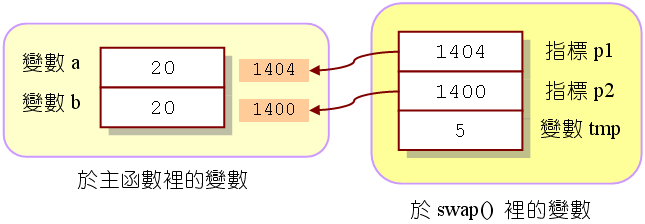 變數 a
20
1404
變數 b
20
1400
於主函數裡的變數
1404
指標 p1
1400
指標 p2
5
變數 tmp
於 swap() 裡的變數